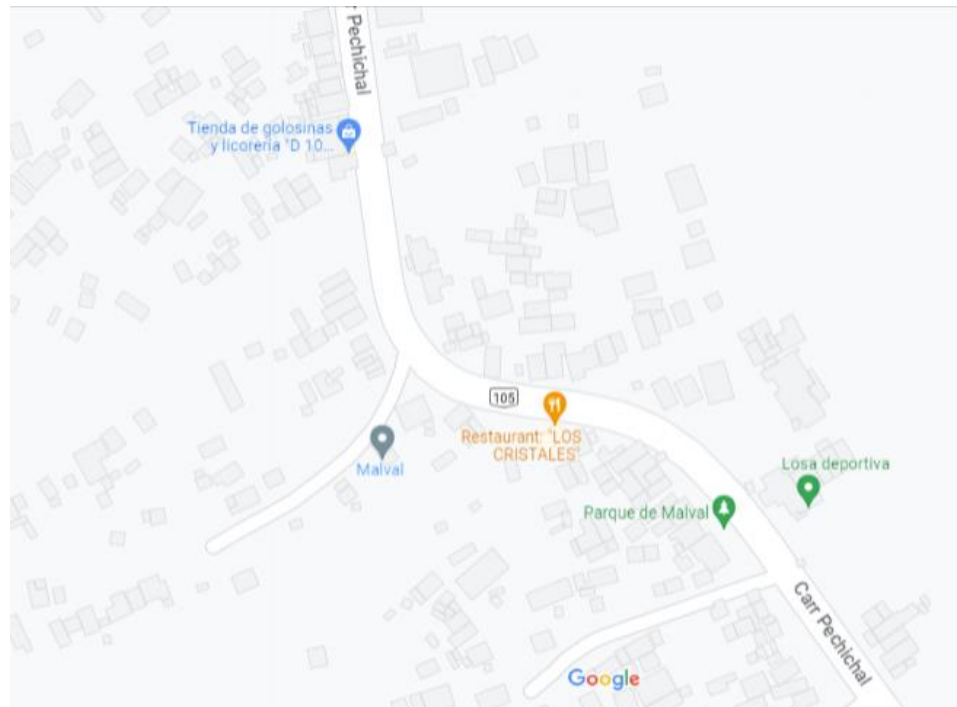 r Pechichal
Tienda de golosinas
y licoreria "D 10...
105
Restaurant: "LOS
CRISTALES"
Malval
Losa deportiva
Parque de Malval
Carr Pechichal
Google